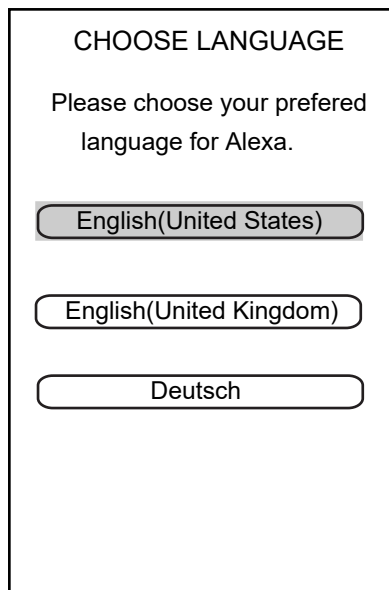 CHOOSE LANGUAGE
Please choose your prefered
language for Alexa.
English(United States)
English(United Kingdom)
Deutsch